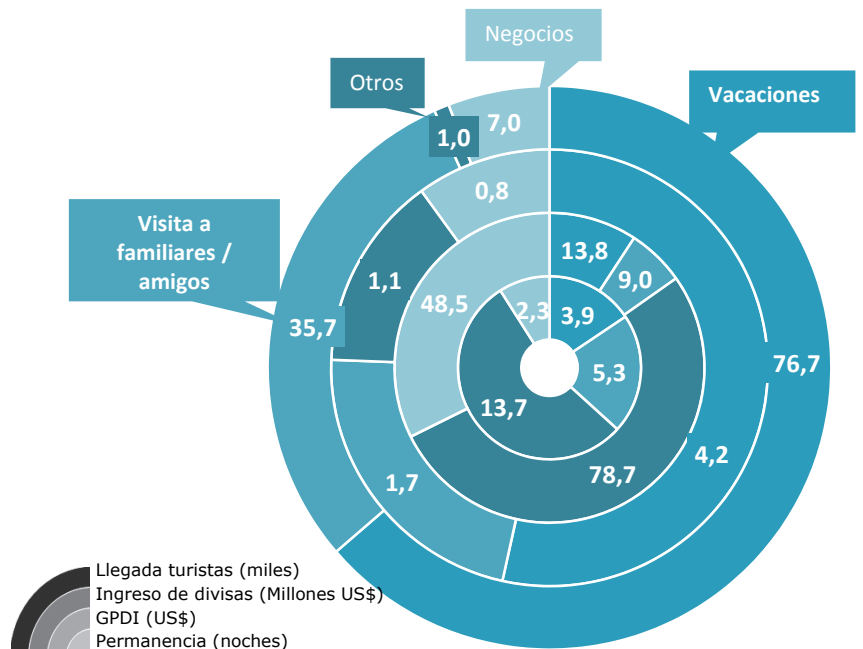 Negocios
Otros
Vacaciones
7,0
1,0
0,8
Visita a
familiares /
amigos
13,8
9,0
1,1
48,5
2,3
3,9
35,7
76,7
5,3
13,7
4,2
78,7
1,7
Llegada turistas (miles)
Ingreso de divisas (Millones US$)
GPDI (US$)
Permanencia (noches)